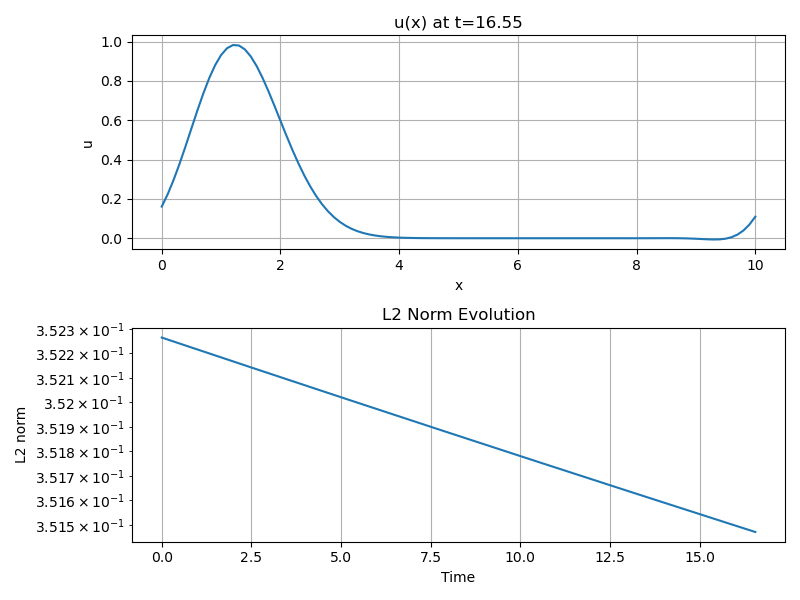 u(x) at t=16.55
1.0
0.8
0.6
0.4
0.2
0.0
u
0 2 4 6 8 10
x
L2 Norm Evolution
3.523 × 10⁻¹
3.522 × 10⁻¹
3.521 × 10⁻¹
3.52 × 10⁻¹
3.519 × 10⁻¹
3.518 × 10⁻¹
3.517 × 10⁻¹
3.516 × 10⁻¹
3.515 × 10⁻¹
L2 norm
0.0 2.5 5.0 7.5 10.0 12.5 15.0
Time